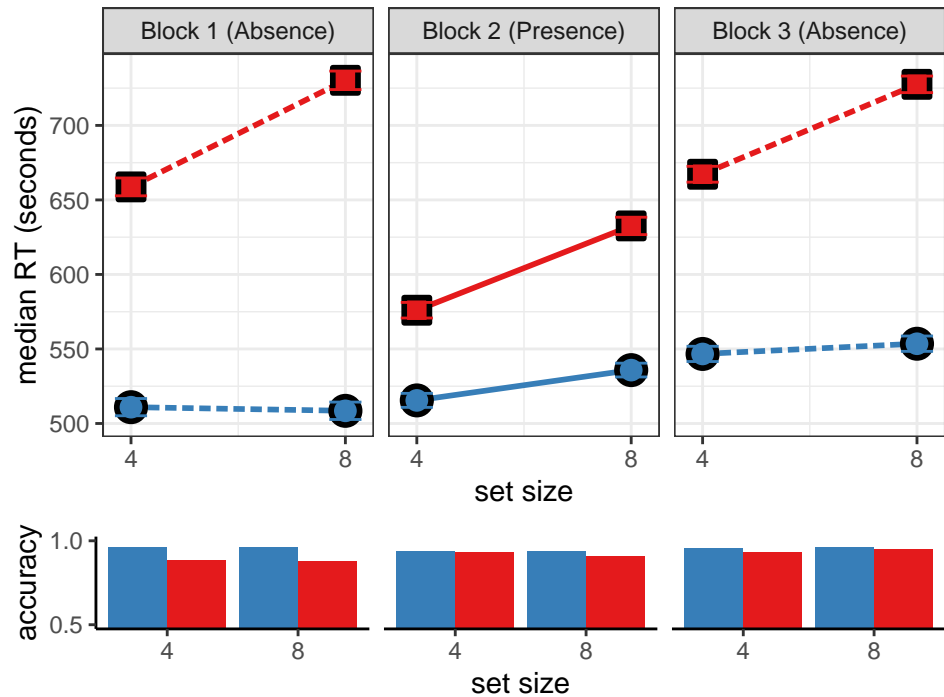 Block 1 (Absence) Block 2 (Presence) Block 3 (Absence)
median RT (seconds)
700
650
600
550
500
4 8 4 8 4 8
set size
accuracy
1.0
0.5
4 8 4 8 4 8
set size